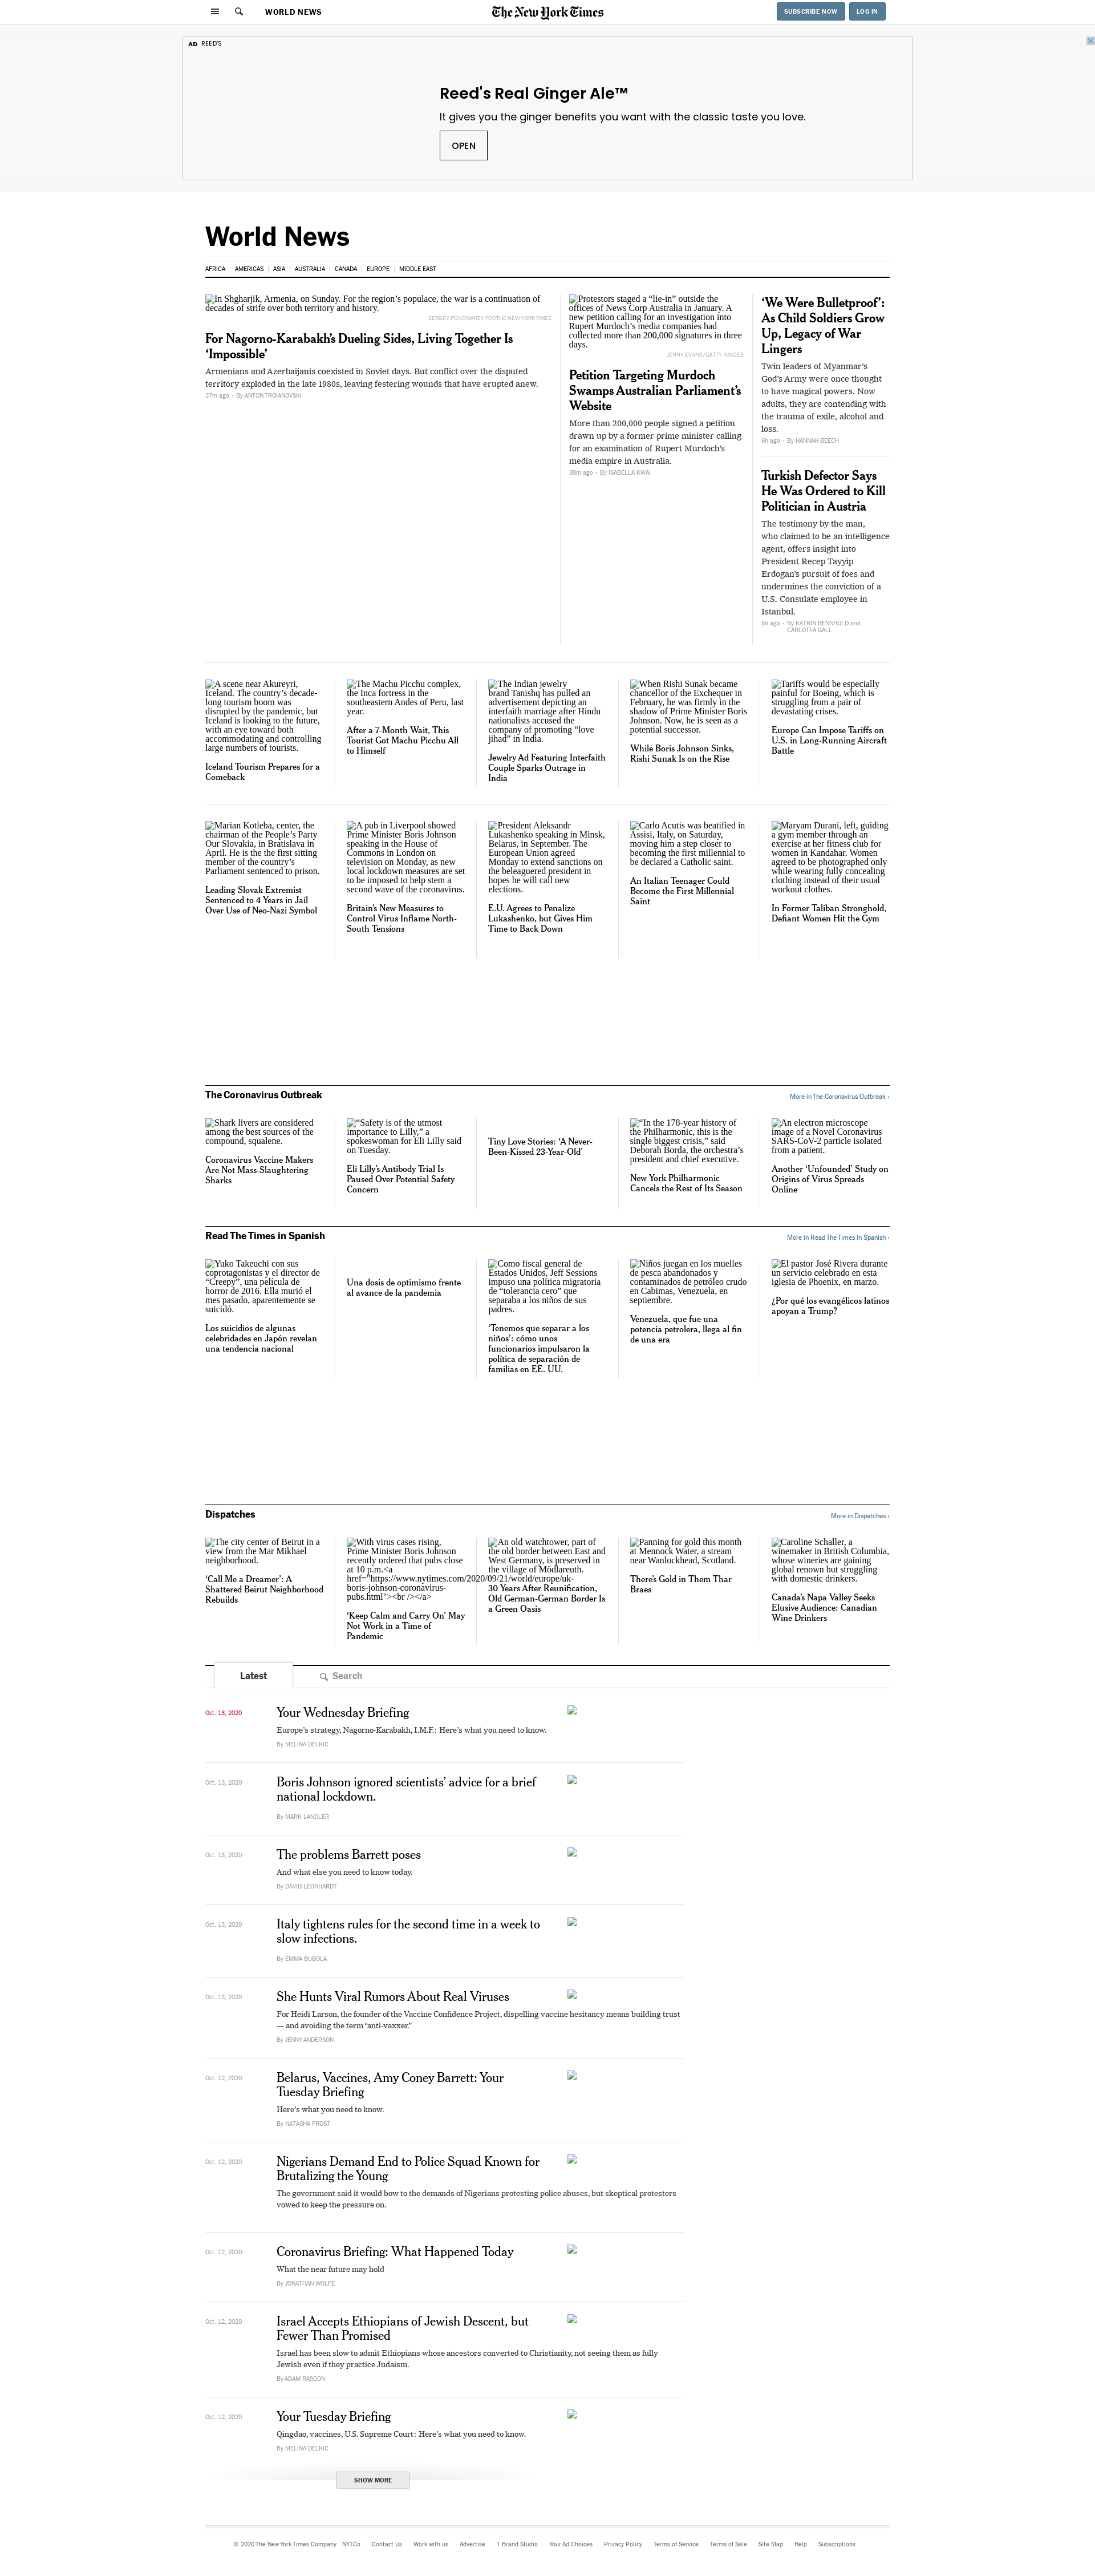 WORLD NEWS
The New York Times
SUBSCRIBE NOW
LOG IN
AD REED'S
Reed's Real Ginger Ale™
It gives you the ginger benefits you want with the classic taste you love.
OPEN
World News
AFRICA | AMERICAS | ASIA | AUSTRALIA | CANADA | EUROPE | MIDDLE EAST
In Shgharjik, Armenia, on Sunday. For the region’s populace, the war is a continuation of
decades of strife over both territory and history.
SERGEY PONOMAREV FOR THE NEW YORK TIMES
For Nagorno-Karabakh’s Dueling Sides, Living Together Is
‘Impossible’
Armenians and Azerbaijanis coexisted in Soviet days. But conflict over the disputed
territory exploded in the late 1980s, leaving festering wounds that have erupted anew.
37m ago • By ANTON TROIANOVSKI
Protestors staged a “lie-in” outside the
offices of News Corp Australia in January. A
new petition calling for an investigation into
Rupert Murdoch’s media companies had
collected more than 200,000 signatures in three
days.
JENNY EVANS/GETTY IMAGES
Petition Targeting Murdoch
Swamps Australian Parliament’s
Website
More than 200,000 people signed a petition
drawn up by a former prime minister calling
for an examination of Rupert Murdoch’s
media empire in Australia.
38m ago • By ISABELLA KWAI
‘We Were Bulletproof’:
As Child Soldiers Grow
Up, Legacy of War
Lingers
Twin leaders of Myanmar’s
God’s Army were once thought
to have magical powers. Now
adults, they are contending with
the trauma of exile, alcohol and
loss.
6h ago • By HANNAH BEECH
Turkish Defector Says
He Was Ordered to Kill
Politician in Austria
The testimony by the man,
who claimed to be an intelligence
agent, offers insight into
President Recep Tayyip
Erdogan’s pursuit of foes and
undermines the conviction of a
U.S. Consulate employee in
Istanbul.
5h ago • By KATRIN BENNHOLD and
CARLOTTA GALL
A scene near Akureyri,
Iceland. The country’s decade-
long tourism boom was
disrupted by the pandemic, but
Iceland is looking to the future,
with an eye toward both
accommodating and controlling
large numbers of tourists.
Iceland Tourism Prepares for a
Comeback
The Machu Picchu complex,
the Inca fortress in the
southeastern Andes of Peru, last
year.
After a 7-Month Wait, This
Tourist Got Machu Picchu All
to Himself
The Indian jewelry
brand Tanishq has pulled an
advertisement depicting an
interfaith marriage after Hindu
nationalists accused the
company of promoting “love
jihad” in India.
Jewelry Ad Featuring Interfaith
Couple Sparks Outrage in
India
When Rishi Sunak became
chancellor of the Exchequer in
February, he was firmly in the
shadow of Prime Minister Boris
Johnson. Now, he is seen as a
potential successor.
While Boris Johnson Sinks,
Rishi Sunak Is on the Rise
Tariffs would be especially
painful for Boeing, which is
struggling from a pair of
devastating crises.
Europe Can Impose Tariffs on
U.S. in Long-Running Aircraft
Battle
Marian Kotleba, center, the
chairman of the People’s Party
Our Slovakia, in Bratislava in
April. He is the the first sitting
member of the country’s
Parliament sentenced to prison.
Leading Slovak Extremist
Sentenced to 4 Years in Jail
Over Use of Neo-Nazi Symbol
A pub in Liverpool showed
Prime Minister Boris Johnson
speaking in the House of
Commons in London on
television on Monday, as new
local lockdown measures are set
to be imposed to help stem a
second wave of the coronavirus.
Britain’s New Measures to
Control Virus Inflame North-
South Tensions
President Aleksandr
Lukashenko speaking in Minsk,
Belarus, in September. The
European Union agreed
Monday to extend sanctions on
the beleaguered president in
hopes he will call new
elections.
E.U. Agrees to Penalize
Lukashenko, but Gives Him
Time to Back Down
Carlo Acutis was beatified in
Assisi, Italy, on Saturday,
moving him a step closer to
becoming the first millennial to
be declared a Catholic saint.
An Italian Teenager Could
Become the First Millennial
Saint
Maryam Durani, left, guiding
a gym member through an
exercise at her fitness club for
women in Kandahar. Women
agreed to be photographed only
while wearing fully concealing
clothing instead of their usual
workout clothes.
In Former Taliban Stronghold,
Defiant Women Hit the Gym
The Coronavirus Outbreak
More in The Coronavirus Outbreak ›
Shark livers are considered
among the best sources of the
compound, squalene.
Coronavirus Vaccine Makers
Are Not Mass-Slaughtering
Sharks
“Safety is of the utmost
importance to Lilly,” a
spokeswoman for Eli Lilly said
on Tuesday.
Eli Lilly’s Antibody Trial Is
Paused Over Potential Safety
Concern
Tiny Love Stories: ‘A Never-
Been-Kissed 23-Year-Old’
“In the 178-year history of
the Philharmonic, this is the
single biggest crisis,” said
Deborah Borda, the orchestra’s
president and chief executive.
New York Philharmonic
Cancels the Rest of Its Season
An electron microscope
image of a Novel Coronavirus
SARS-CoV-2 particle isolated
from a patient.
Another ‘Unfounded’ Study on
Origins of Virus Spreads
Online
Read The Times in Spanish
More in Read The Times in Spanish ›
Yuko Takeuchi con sus
coprotagonistas y el director de
“Creepy”, una película de
horror de 2016. Ella murió el
mes pasado, aparentemente se
suicidó.
Los suicidios de algunas
celebridades en Japón revelan
una tendencia nacional
Una dosis de optimismo frente
al avance de la pandemia
Como fiscal general de
Estados Unidos, Jeff Sessions
impuso una política migratoria
de “tolerancia cero” que
separaba a los niños de sus
padres.
‘Tenemos que separar a los
niños’: cómo unos
funcionarios impulsaron la
política de separación de
familias en EE. UU.
Niños juegan en los muelles
de pesca abandonados y
contaminados de petróleo crudo
en Cabimas, Venezuela, en
septiembre.
Venezuela, que fue una
potencia petrolera, llega al fin
de una era
El pastor José Rivera durante
un servicio celebrado en esta
iglesia de Phoenix, en marzo.
¿Por qué los evangélicos latinos
apoyan a Trump?
Dispatches
More in Dispatches ›
The city center of Beirut in a
view from the Mar Mikhael
neighborhood.
‘Call Me a Dreamer’: A
Shattered Beirut Neighborhood
Rebuilds
With virus cases rising,
Prime Minister Boris Johnson
recently ordered that pubs close
at 10 p.m.<a
href="https://www.nytimes.com/2020/09/21/world/europe/uk-
boris-johnson-coronavirus-
pubs.html"><br /></a>
‘Keep Calm and Carry On’ May
Not Work in a Time of
Pandemic
An old watchtower, part of
the old border between East and
West Germany, is preserved in
the village of Mödlareuth.
30 Years After Reunification,
Old German-German Border Is
a Green Oasis
Panning for gold this month
at Mennock Water, a stream
near Wanlockhead, Scotland.
There’s Gold in Them Thar
Braes
Caroline Schaller, a
winemaker in British Columbia,
whose wineries are gaining
global renown but struggling
with domestic drinkers.
Canada’s Napa Valley Seeks
Elusive Audience: Canadian
Wine Drinkers
Latest
Search
Oct. 13, 2020
Your Wednesday Briefing
Europe’s strategy, Nagorno-Karabakh, I.M.F.: Here’s what you need to know.
By MELINA DELKIC
Oct. 13, 2020
Boris Johnson ignored scientists’ advice for a brief
national lockdown.
By MARK LANDLER
Oct. 13, 2020
The problems Barrett poses
And what else you need to know today.
By DAVID LEONHARDT
Oct. 13, 2020
Italy tightens rules for the second time in a week to
slow infections.
By EMMA BUBOLA
Oct. 13, 2020
She Hunts Viral Rumors About Real Viruses
For Heidi Larson, the founder of the Vaccine Confidence Project, dispelling vaccine hesitancy means building trust
— and avoiding the term “anti-vaxxer.”
By JENNY ANDERSON
Oct. 12, 2020
Belarus, Vaccines, Amy Coney Barrett: Your
Tuesday Briefing
Here’s what you need to know.
By NATASHA FROST
Oct. 12, 2020
Nigerians Demand End to Police Squad Known for
Brutalizing the Young
The government said it would bow to the demands of Nigerians protesting police abuses, but skeptical protesters
vowed to keep the pressure on.
Oct. 12, 2020
Coronavirus Briefing: What Happened Today
What the near future may hold
By JONATHAN WOLFE
Oct. 12, 2020
Israel Accepts Ethiopians of Jewish Descent, but
Fewer Than Promised
Israel has been slow to admit Ethiopians whose ancestors converted to Christianity, not seeing them as fully
Jewish even if they practice Judaism.
By ADAM RASGON
Oct. 12, 2020
Your Tuesday Briefing
Qingdao, vaccines, U.S. Supreme Court: Here’s what you need to know.
By MELINA DELKIC
SHOW MORE
© 2020 The New York Times Company NYTCo Contact Us Work with us Advertise T Brand Studio Your Ad Choices Privacy Policy Terms of Service Terms of Sale Site Map Help Subscriptions